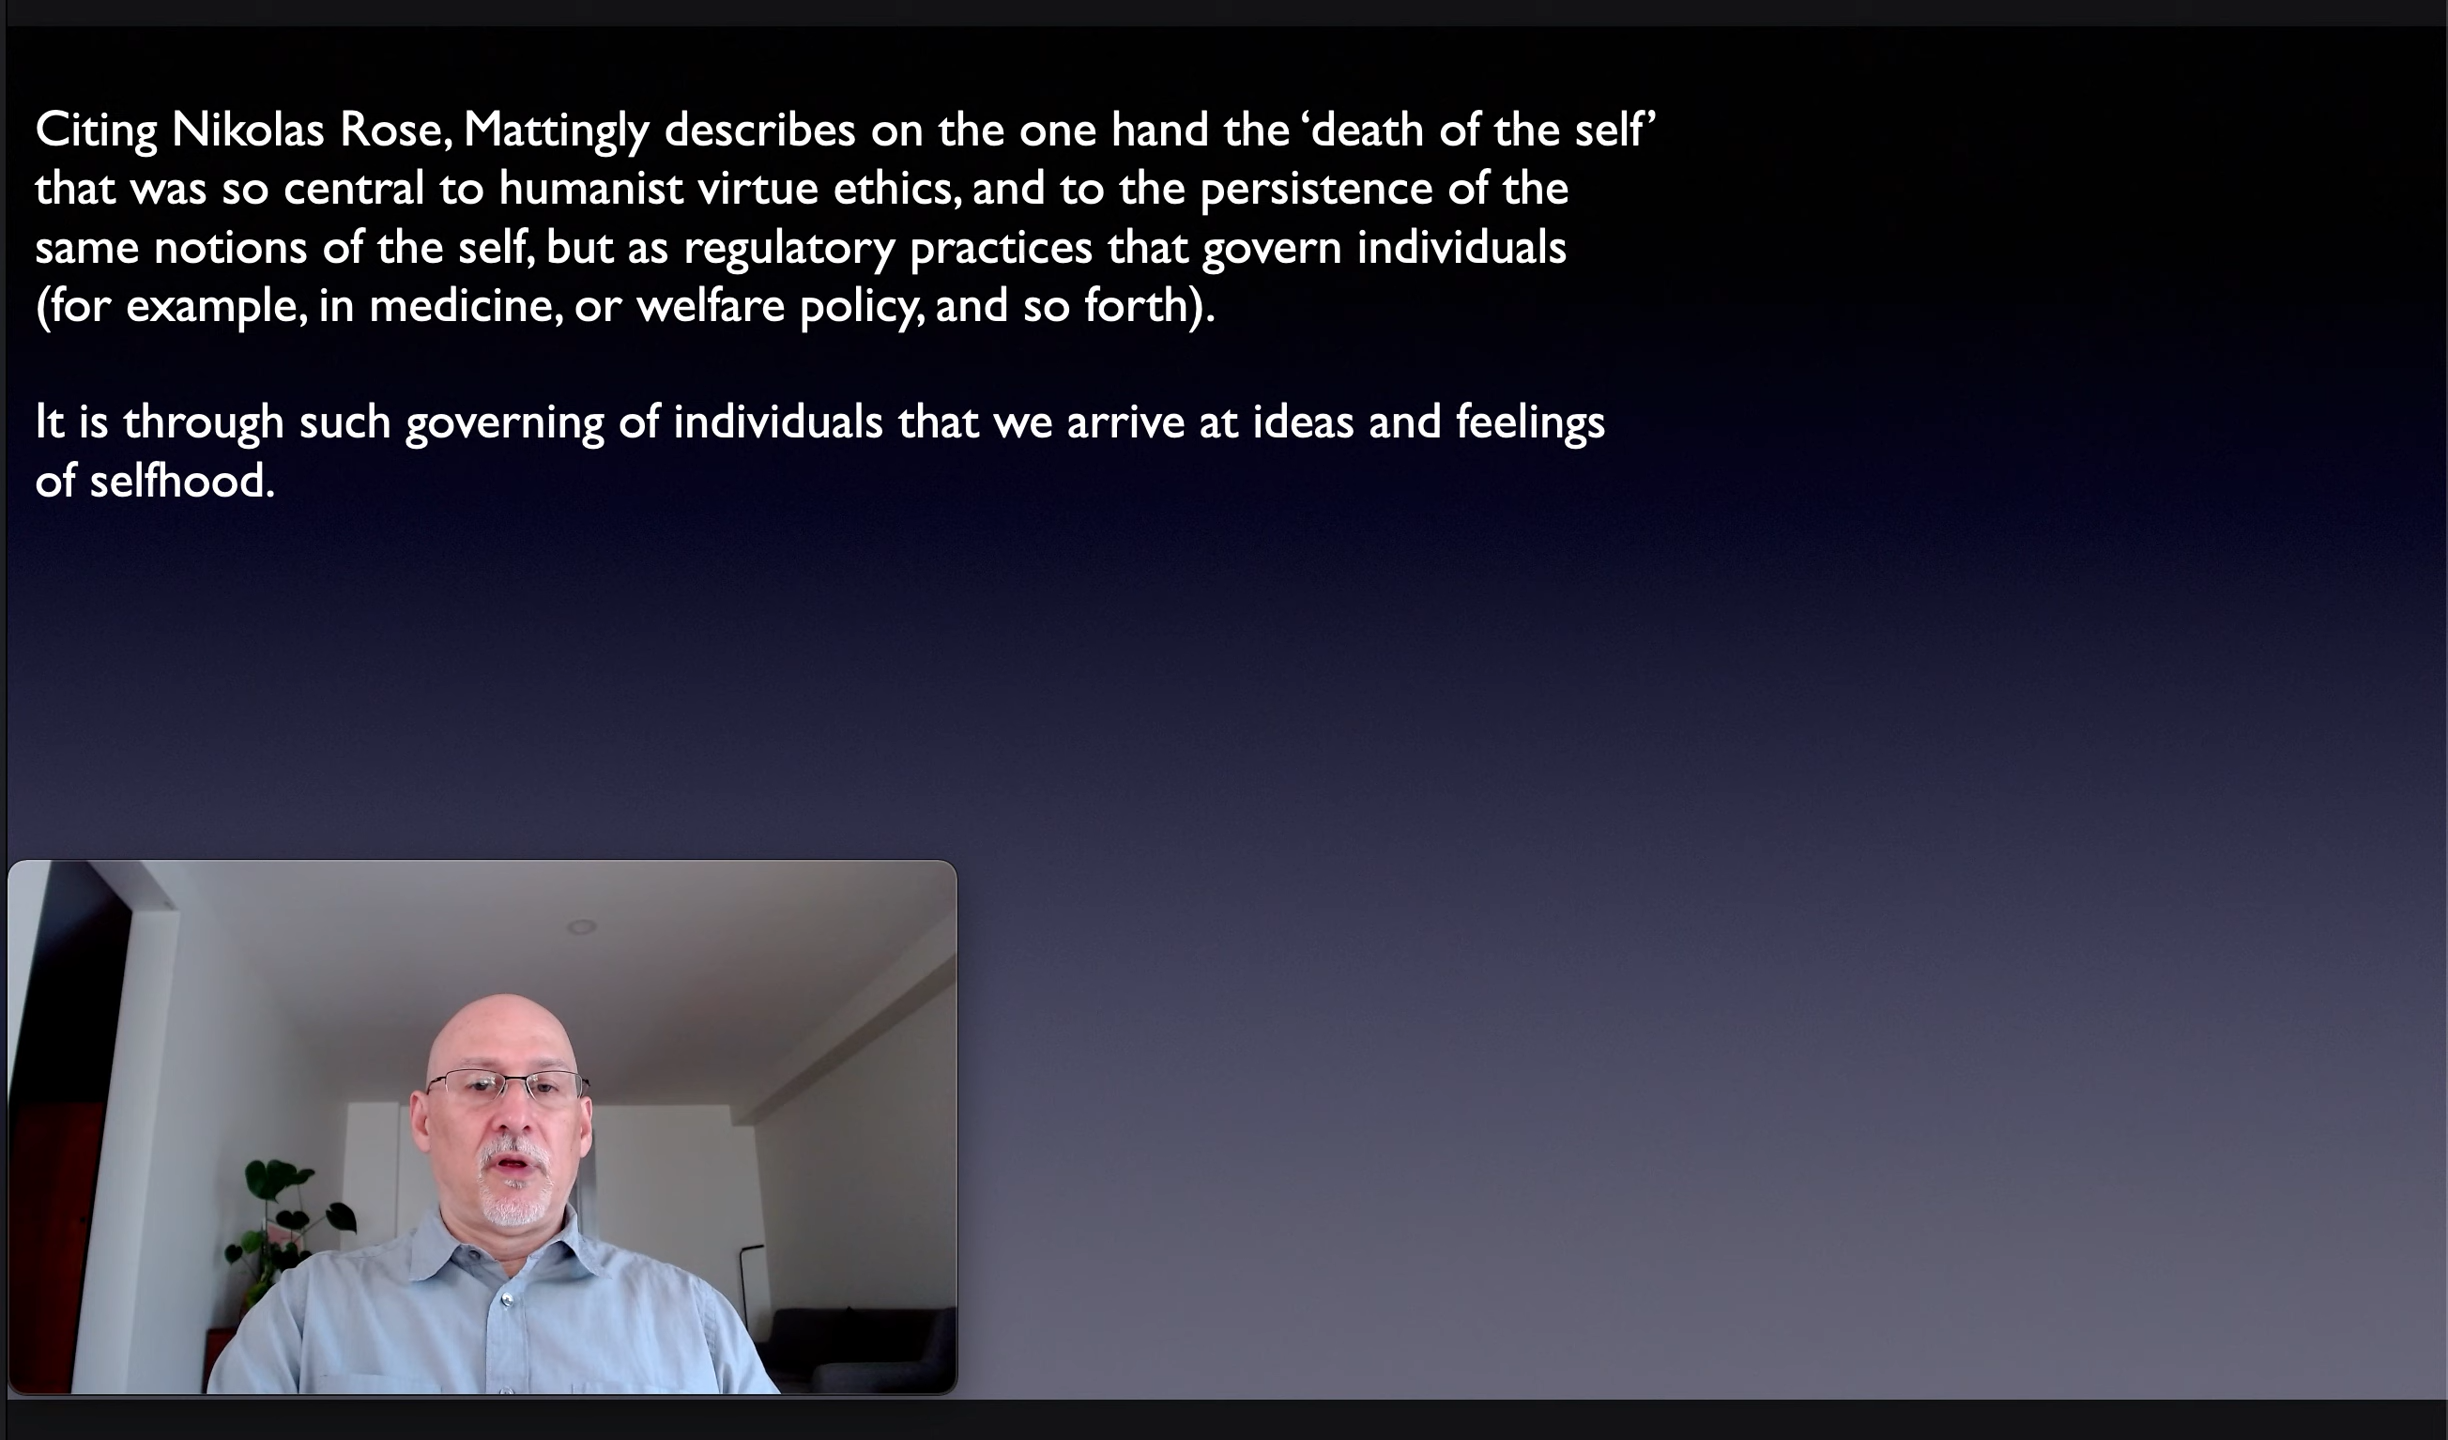 Citing Nikolas Rose, Mattingly describes on the one hand the ‘death of the self’
that was so central to humanist virtue ethics, and to the persistence of the
same notions of the self, but as regulatory practices that govern individuals
(for example, in medicine, or welfare policy, and so forth).
It is through such governing of individuals that we arrive at ideas and feelings
of selfhood.